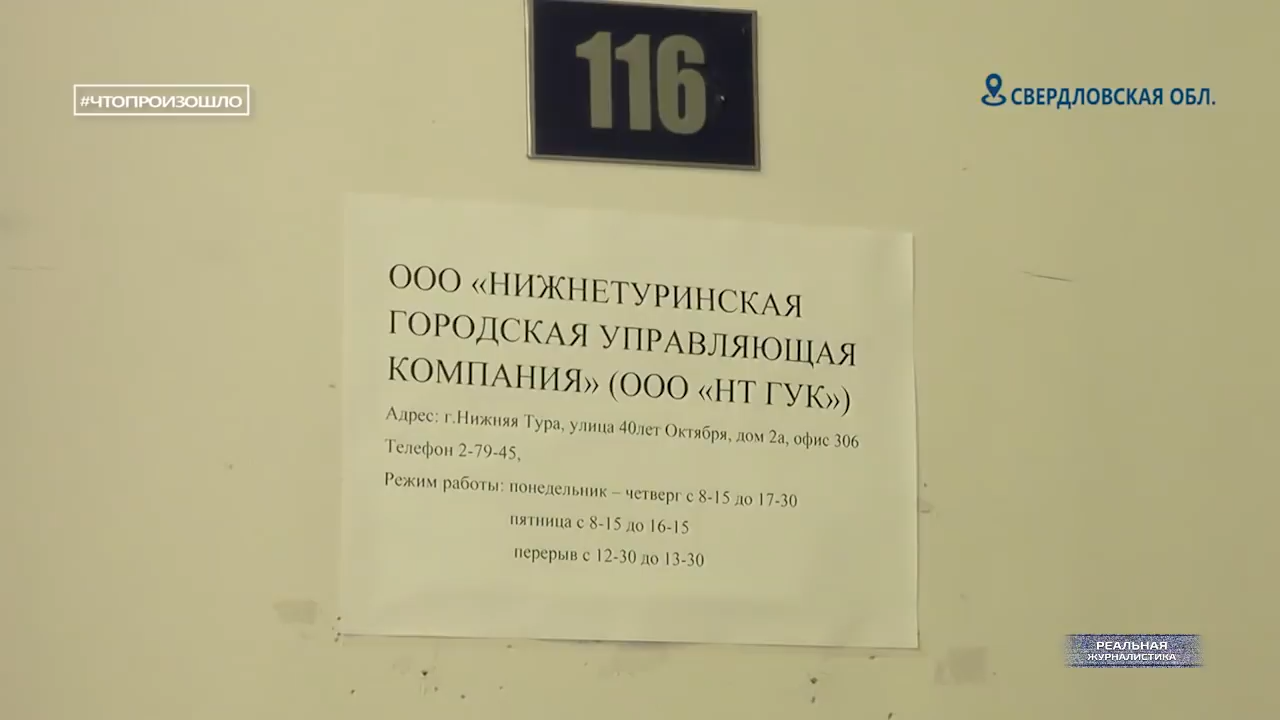 116
#ЧТОПРОИЗОШЛО
СВЕРДЛОВСКАЯ ОБЛ.
ООО «НИЖНЕТУРИНСКАЯ
ГОРОДСКАЯ УПРАВЛЯЮЩАЯ
КОМПАНИЯ» (ООО «НТ ГУК»)
Адрес: г.Нижняя Тура, улица 40лет Октября, дом 2а, офис 306
Телефон 2-79-45,
Режим работы: понедельник – четверг с 8-15 до 17-30
пятница с 8-15 до 16-15
перерыв с 12-30 до 13-30
РЕАЛЬНАЯ
ЖУРНАЛИСТИКА